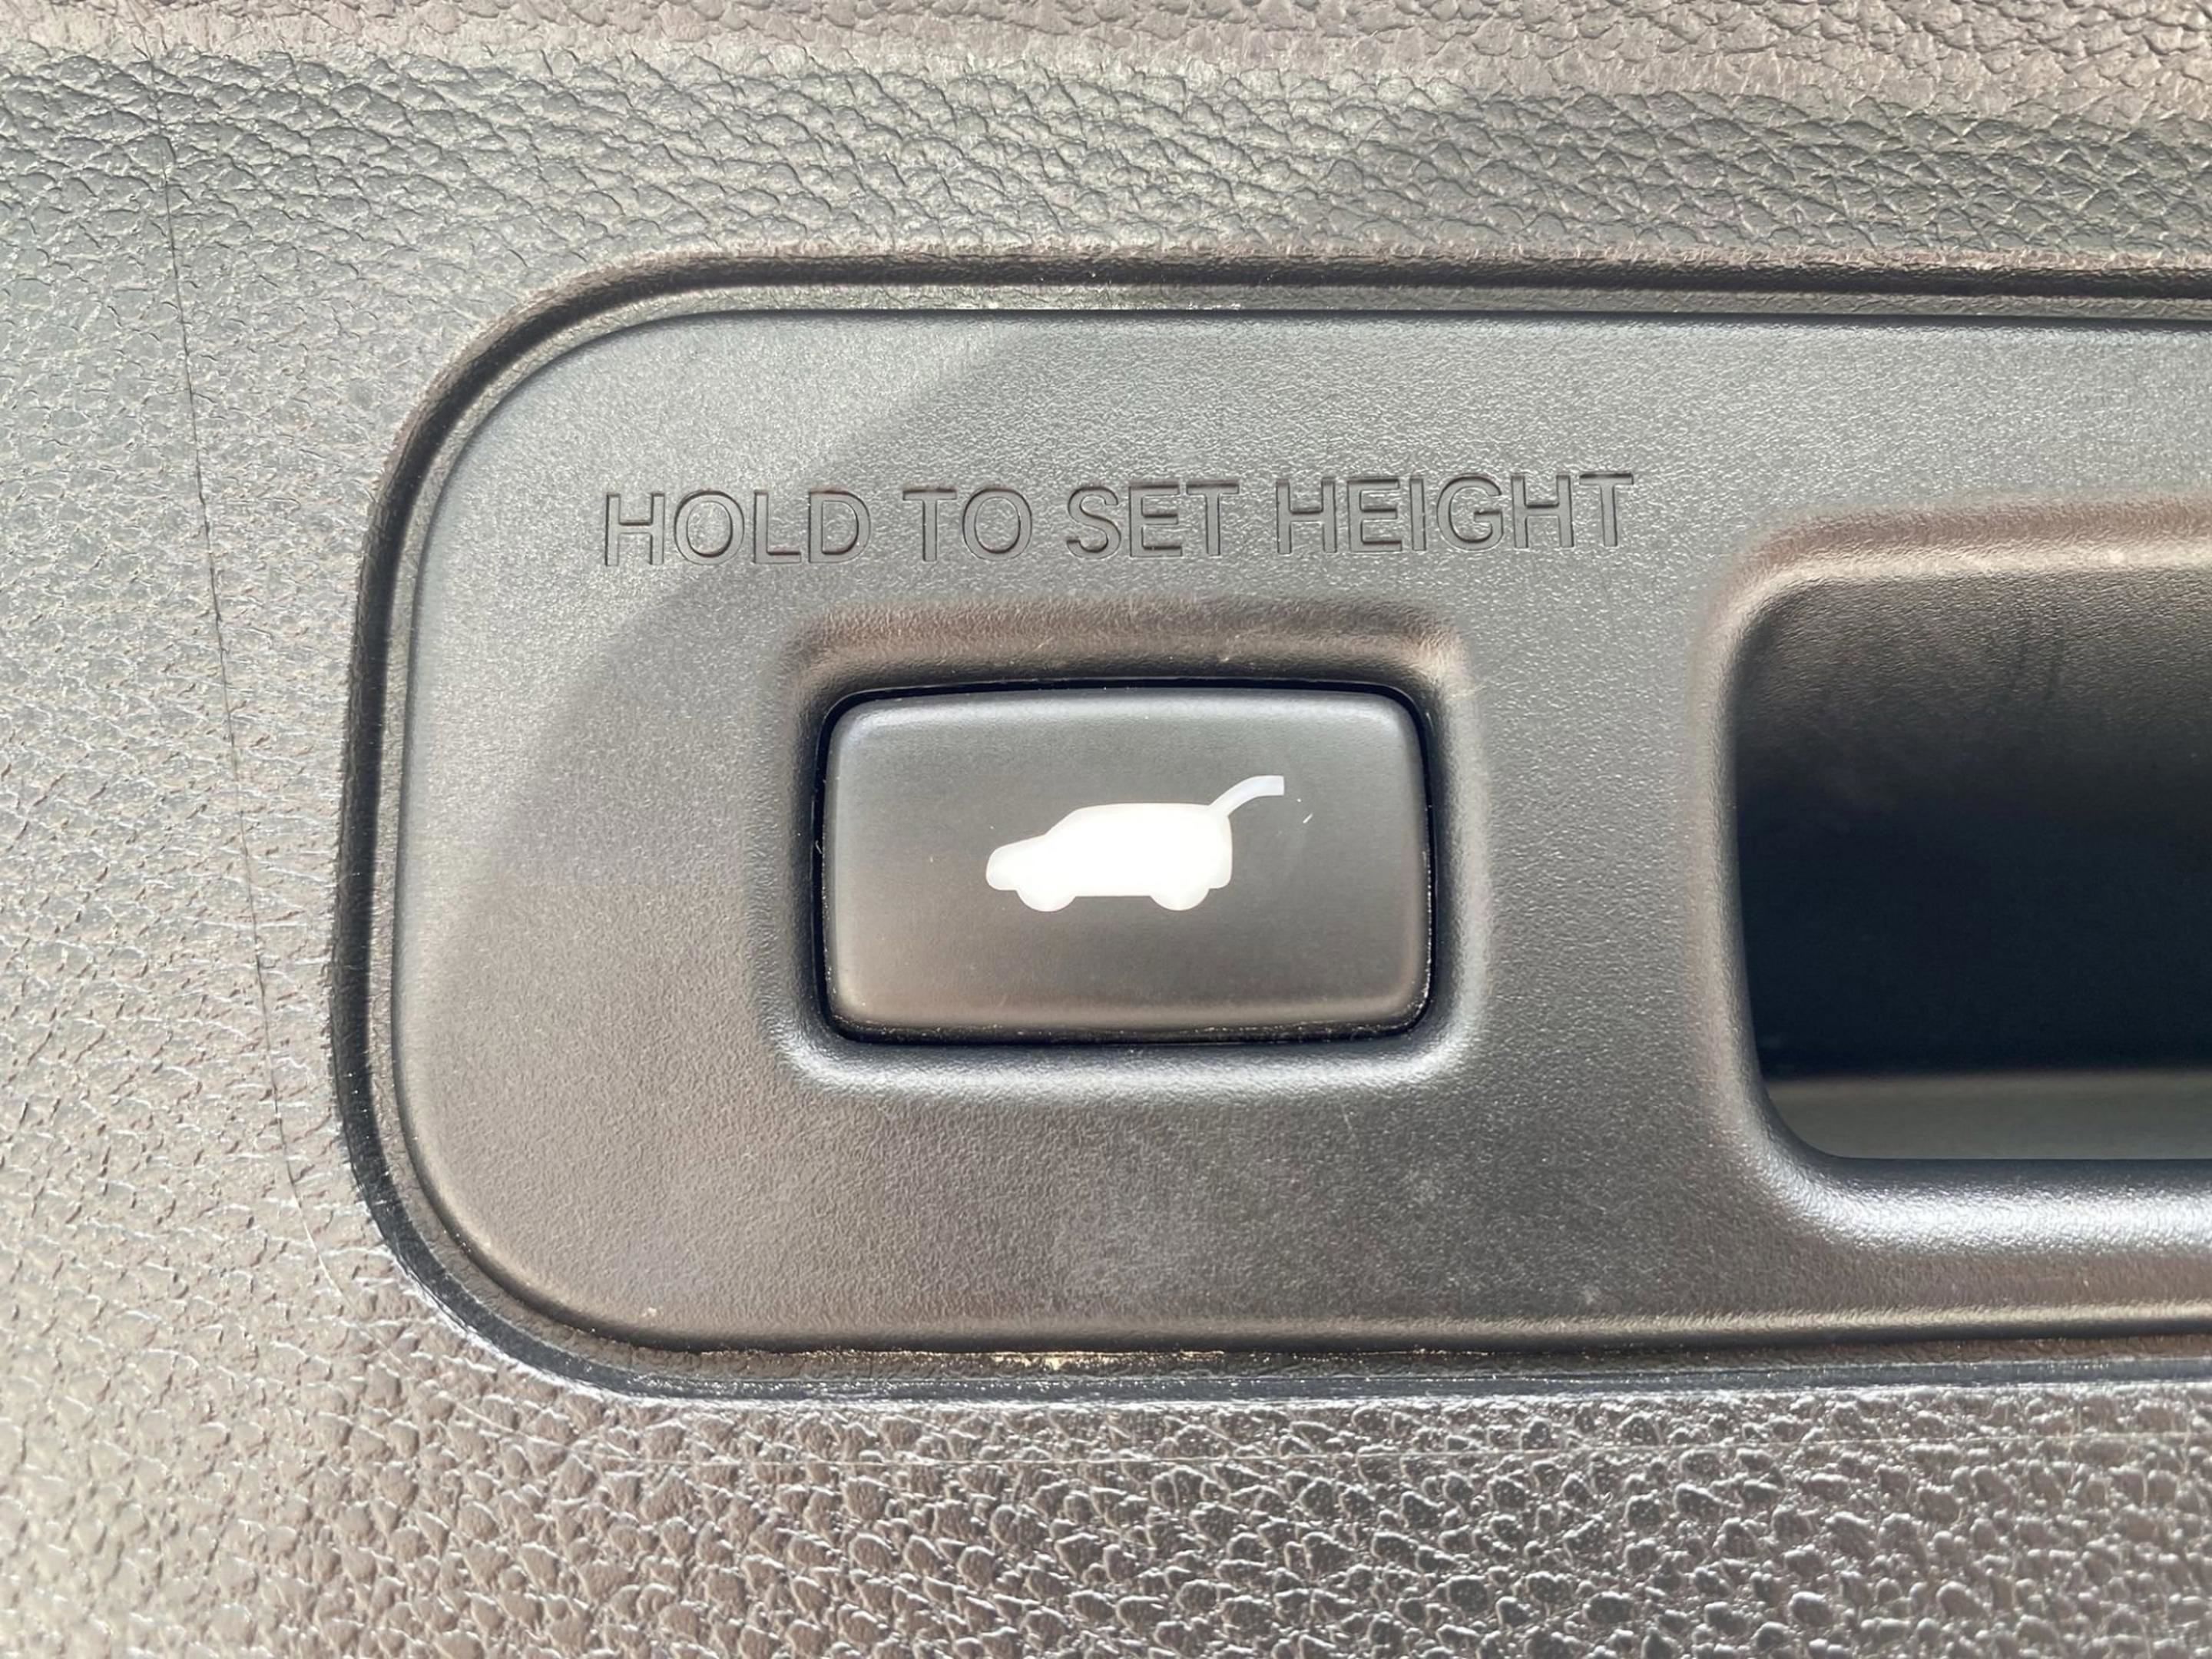 HOLD TO SET HEIGHT